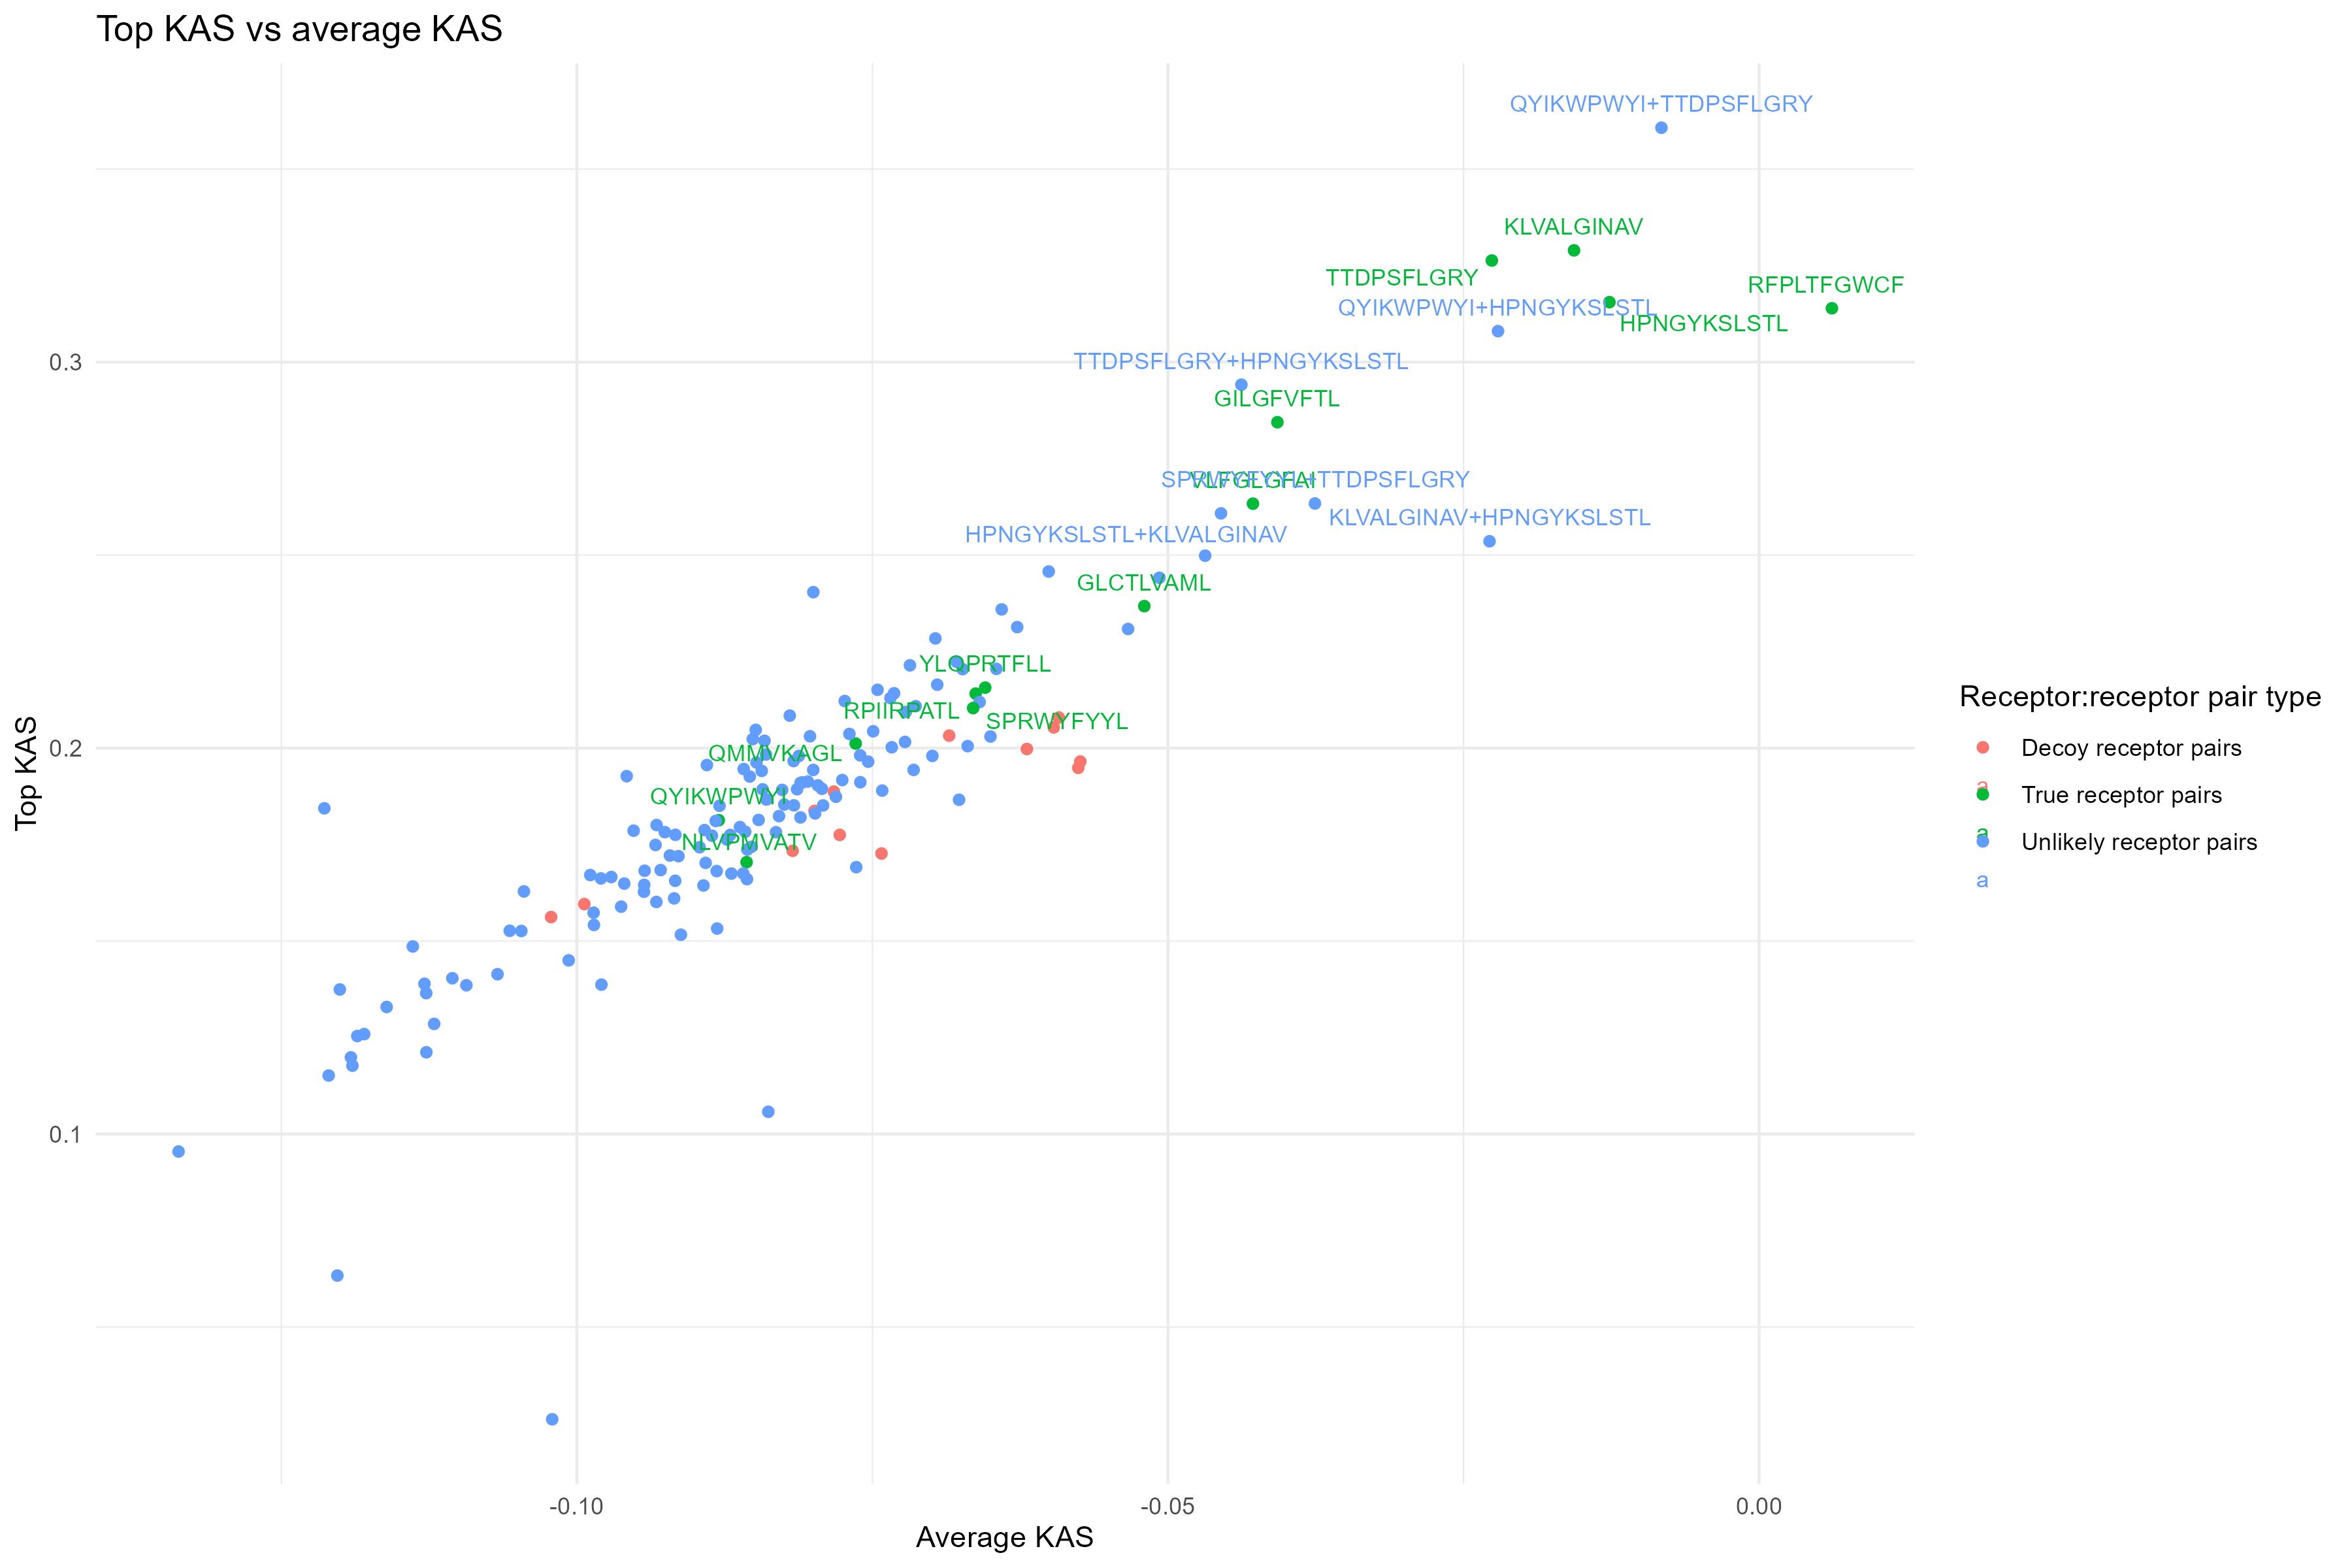 Top KAS vs average KAS
QYIKWPWYI+TTDPSFLGRY
KLVALGINAV
TTDPSFLGRY
RFPLTFGWCF
QYIKWPWYI+HPNGYKSLSTL
HPNGYKSLSTL
TTDPSFLGRY+HPNGYKSLSTL
GILGFVFTL
SPRWYFYYL+TTDPSFLGRY
VLFGLGFAI
KLVALGINAV+HPNGYKSLSTL
HPNGYKSLSTL+KLVALGINAV
GLCTLVAML
YLQPRTFLL
RPIIRPATL
SPRWYFYYL
QMMVKAGL
QYIKWPWYI
NLVPMVATV
0.3
0.2
0.1
Top KAS
-0.10
-0.05
0.00
Average KAS
Receptor:receptor pair type
Decoy receptor pairs
a
True receptor pairs
a
Unlikely receptor pairs
a